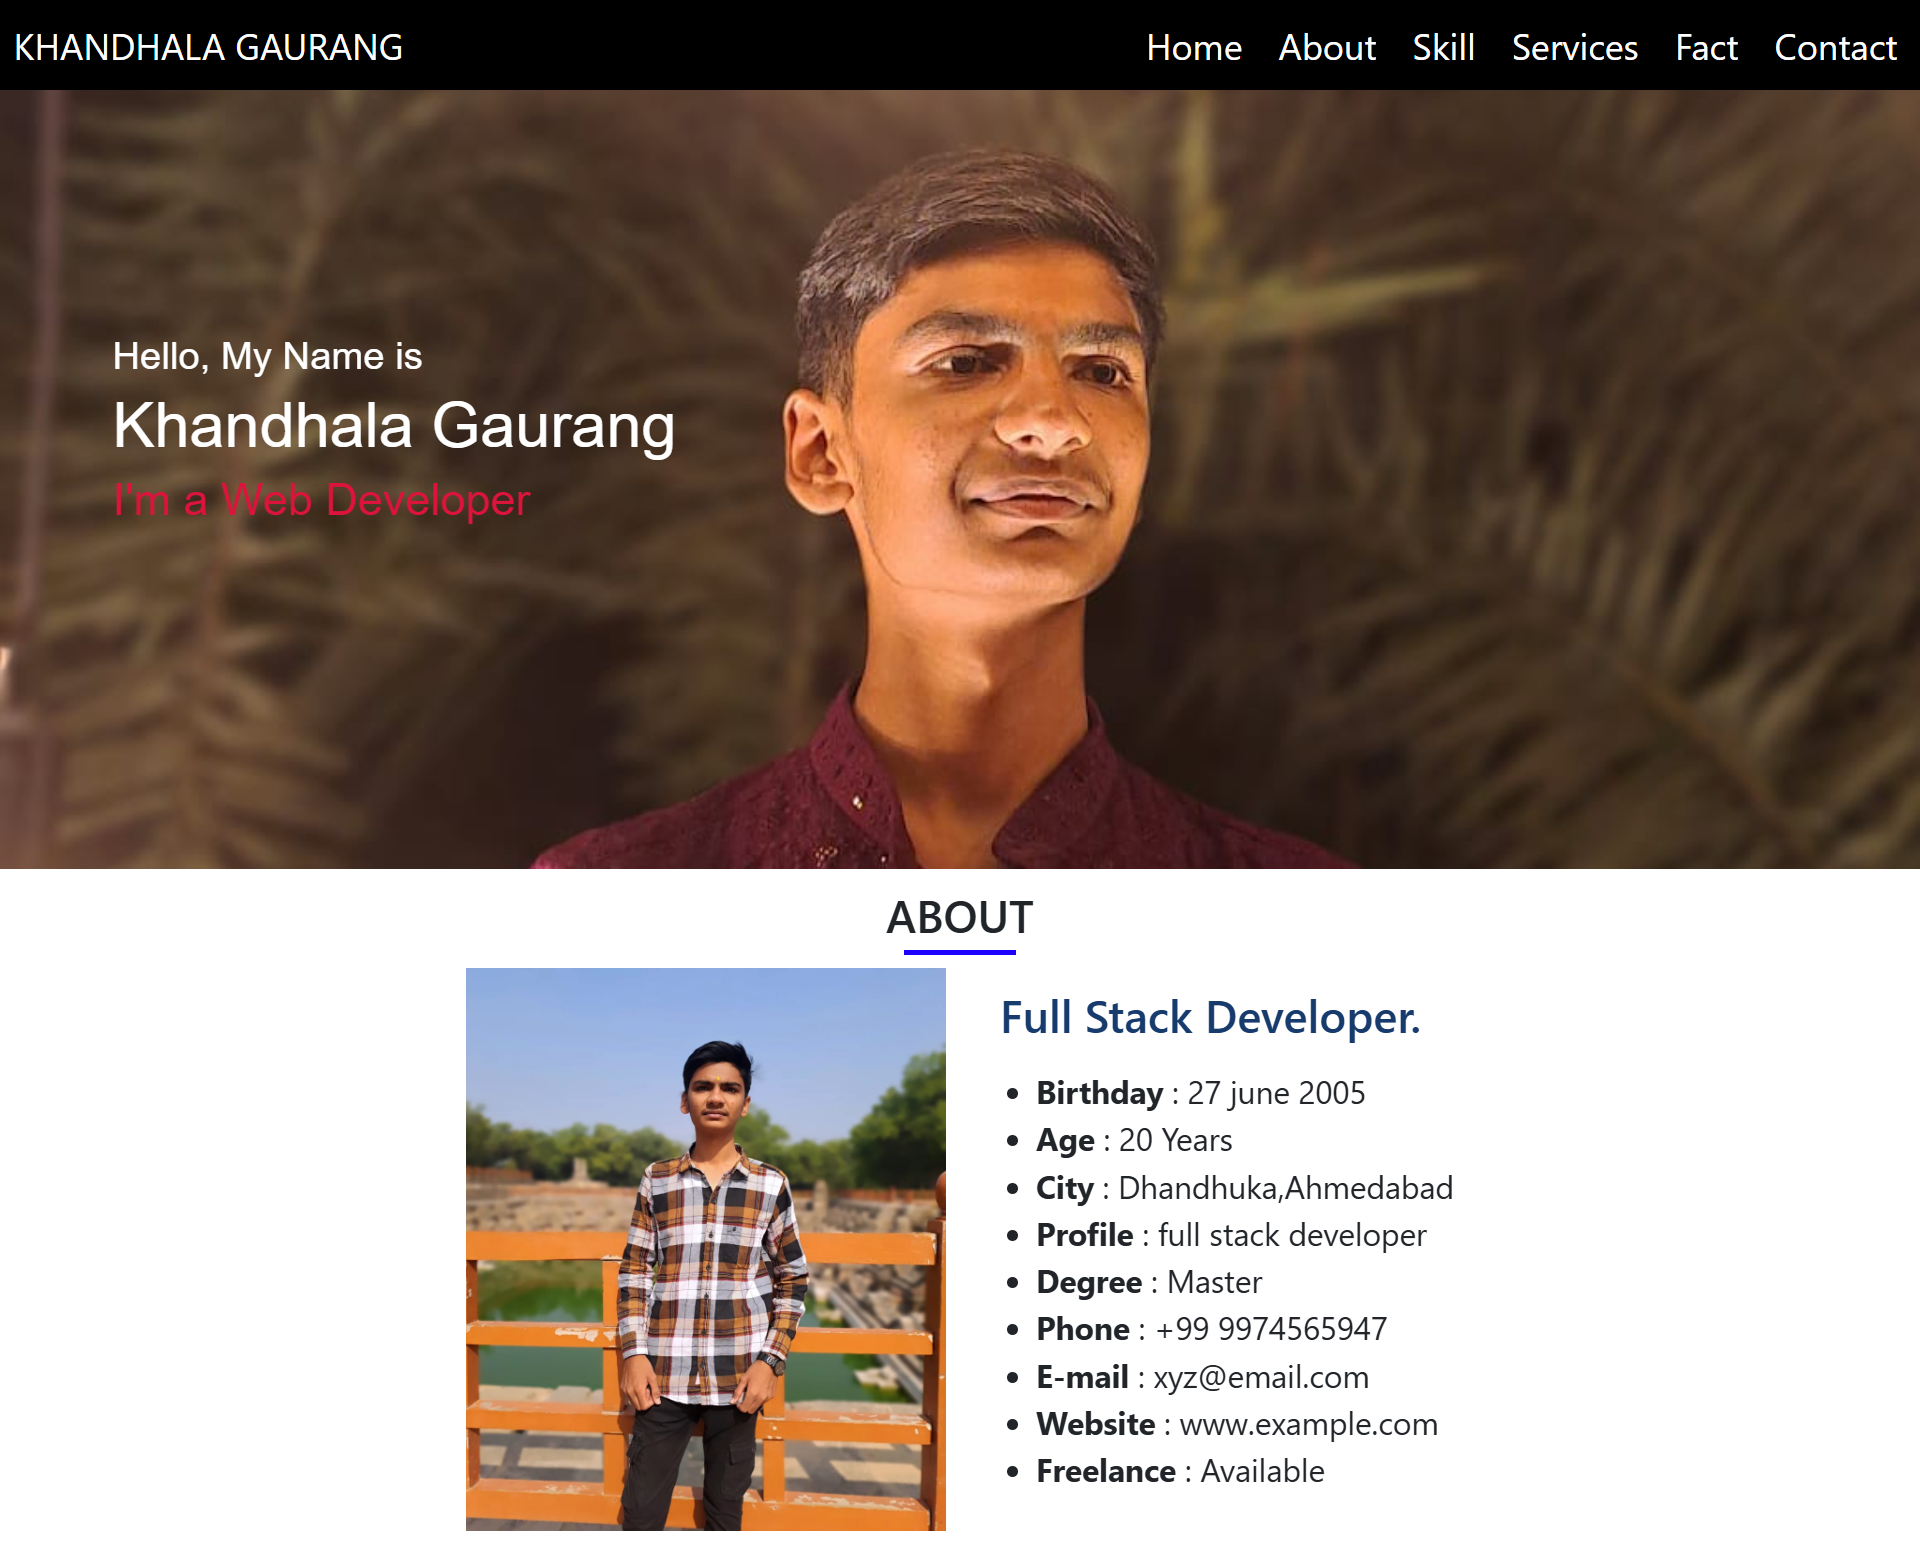 KHANDHALA GAURANG
Home About Skill Services Fact Contact
Hello, My Name is
Khandhala Gaurang
I'm a Web Developer
ABOUT
Full Stack Developer.
Birthday : 27 june 2005
Age : 20 Years
City : Dhandhuka,Ahmedabad
Profile : full stack developer
Degree : Master
Phone : +99 9974565947
E-mail : xyz@email.com
Website : www.example.com
Freelance : Available